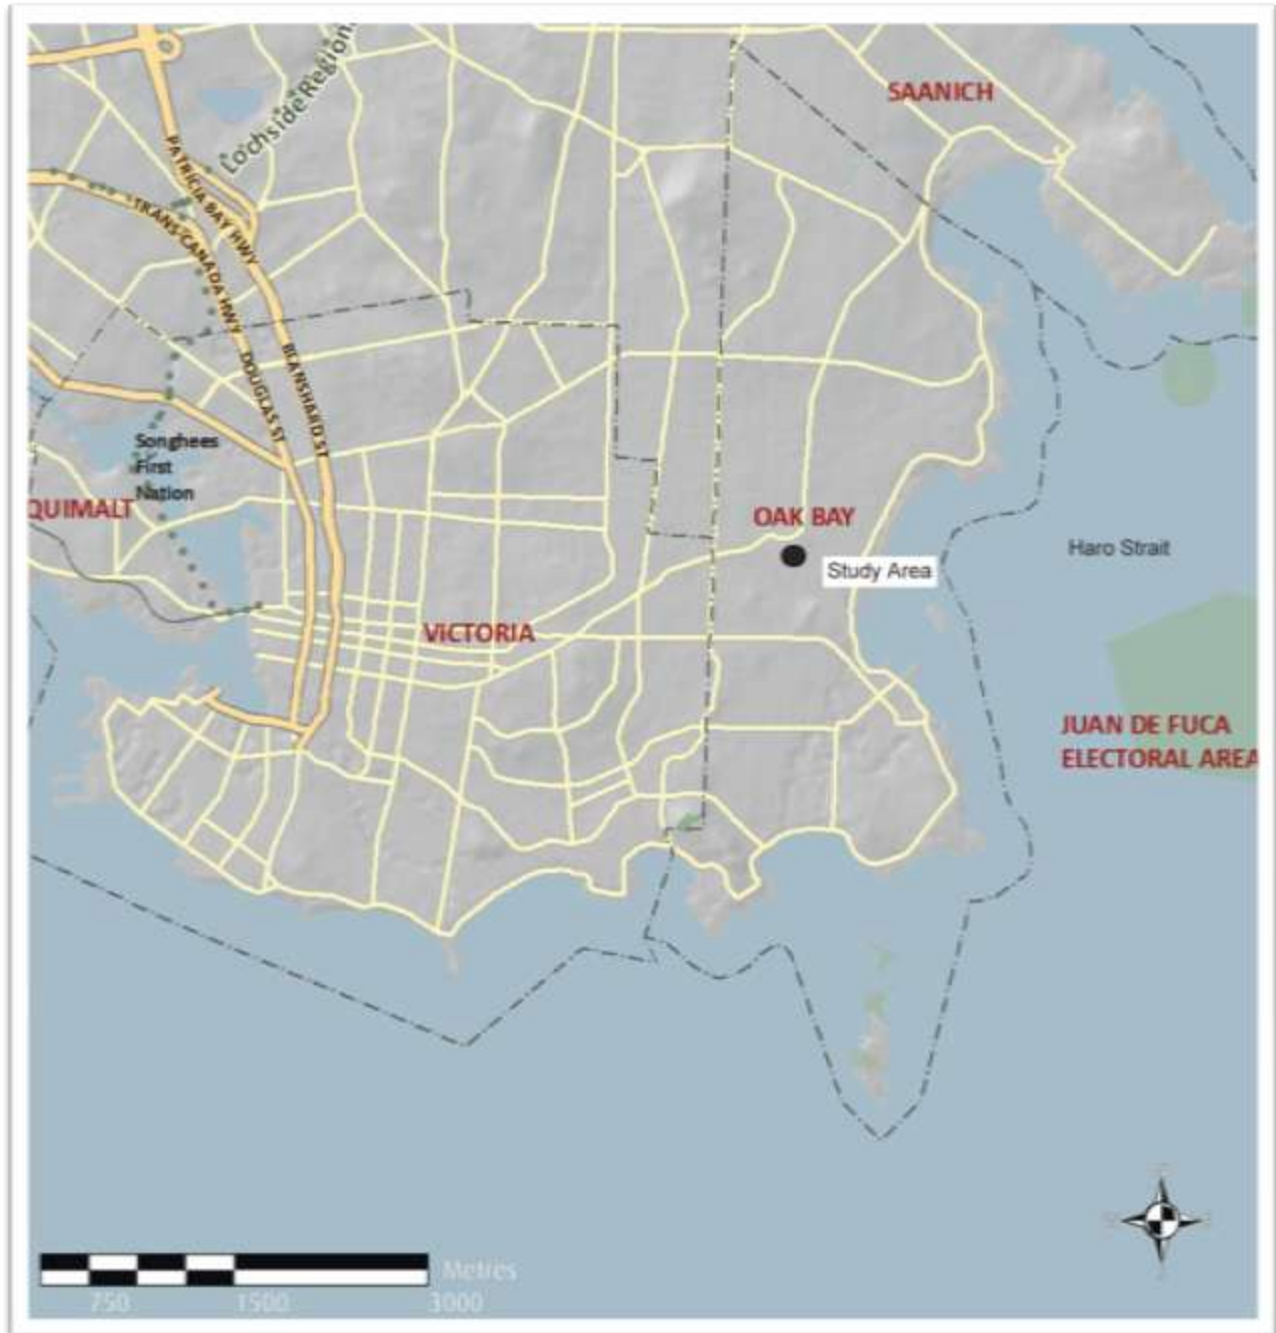 SAANICH
Lochside Regiona
PATRICIA BAY HWY
TRANS-CANADA HWY
DOUGLAS ST
BLANSHARD ST
Songhees
First
Nation
QUIMALT
OAK BAY
Haro Strait
Study Area
VICTORIA
JUAN DE FUCA
ELECTORAL AREA
Metres
750 1500 3000